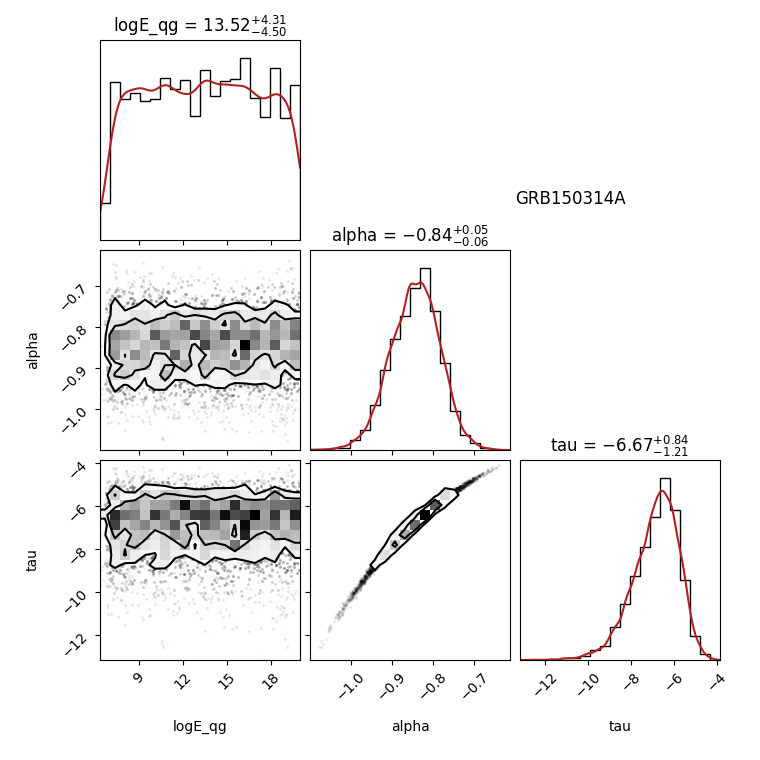 logE_qg = 13.52$^{+4.31}_{-4.50}$
GRB150314A
alpha = −0.84$^{+0.05}_{-0.06}$
−0.7
−0.8
−0.9
−1.0
alpha
tau = −6.67$^{+0.84}_{-1.21}$
−4
−6
−8
−10
−12
tau
9 12 15 18
−1.0 −0.9 −0.8 −0.7
−12 −10 −8 −6 −4
logE_qg alpha tau